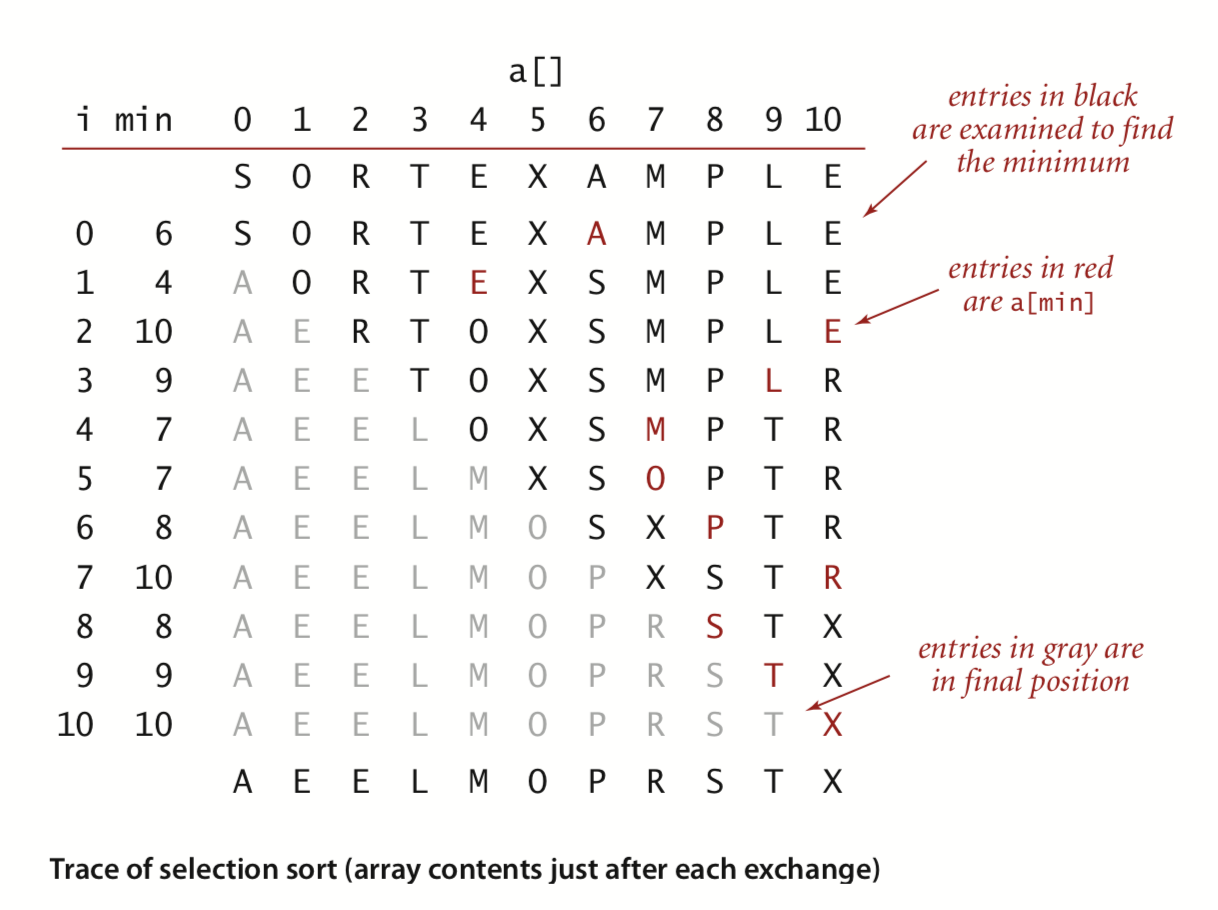 a[]
i min 0 1 2 3 4 5 6 7 8 9 10
S O R T E X A M P L E
0 6 S O R T E X A M P L E
1 4 A O R T E X S M P L E
2 10 A E R T O X S M P L E
3 9 A E E T O X S M P L R
4 7 A E E L O X S M P T R
5 7 A E E L M X S O P T R
6 8 A E E L M O S X P T R
7 10 A E E L M O P X S T R
8 8 A E E L M O P R S T X
9 9 A E E L M O P R S T X
10 10 A E E L M O P R S T X
A E E L M O P R S T X
entries in black
are examined to find
the minimum
entries in red
are a[min]
entries in gray are
in final position
Trace of selection sort (array contents just after each exchange)